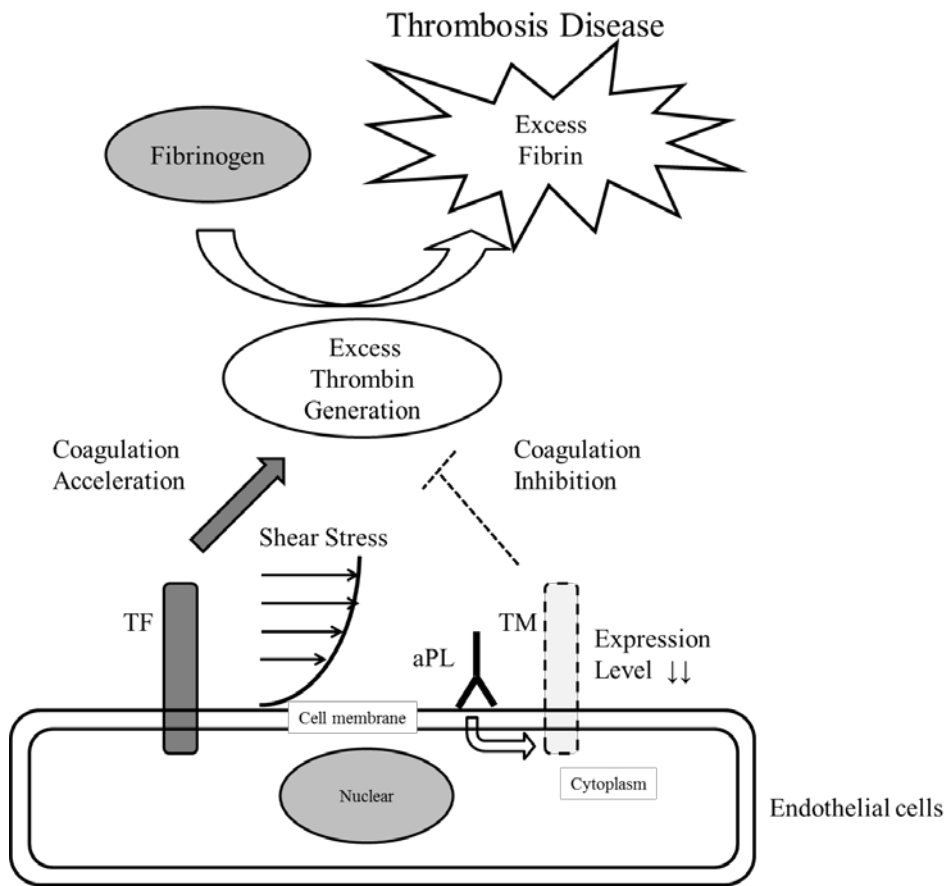 Thrombosis Disease
Fibrinogen
Excess
Fibrin
Excess
Thrombin
Generation
Coagulation
Acceleration
Coagulation
Inhibition
Shear Stress
TF
aPL
TM
Expression
Level ↓↓
Cell membrane
Nuclear
Cytoplasm
Endothelial cells